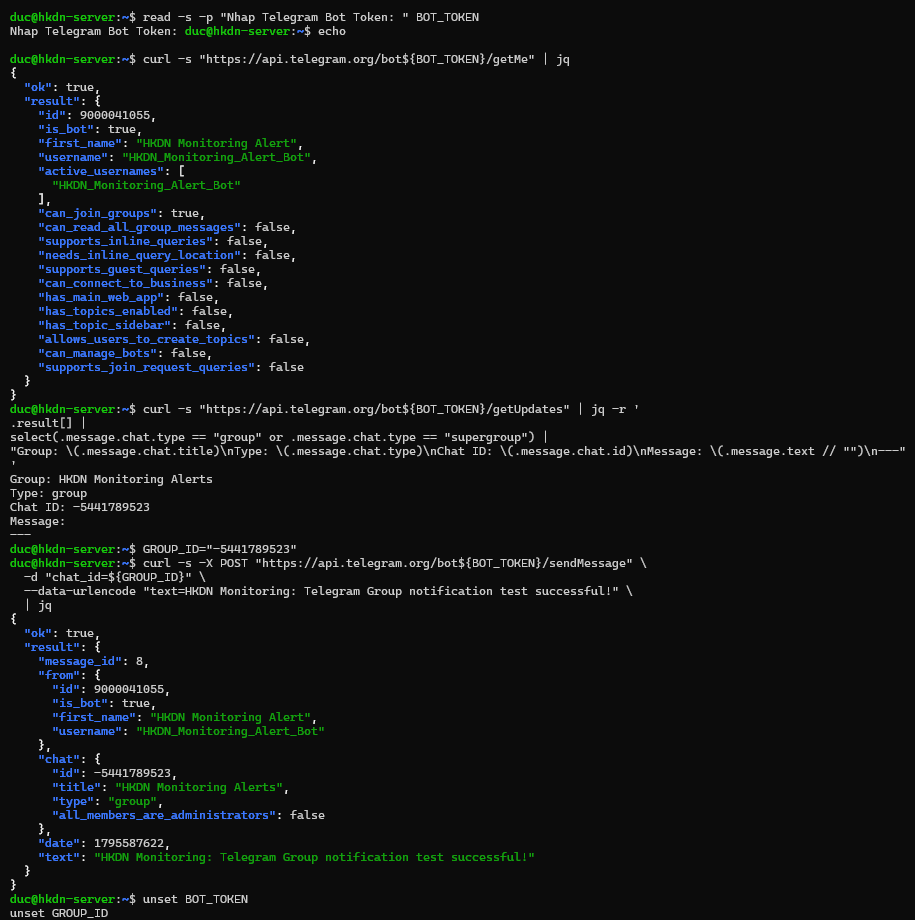 duc@hkdn-server:~$ read -s -p "Nhap Telegram Bot Token: " BOT_TOKEN
Nhap Telegram Bot Token: duc@hkdn-server:~$ echo

duc@hkdn-server:~$ curl -s "https://api.telegram.org/bot${BOT_TOKEN}/getMe" | jq
{
  "ok": true,
  "result": {
    "id": 9000041055,
    "is_bot": true,
    "first_name": "HKDN Monitoring Alert",
    "username": "HKDN_Monitoring_Alert_Bot",
    "active_usernames": [
      "HKDN_Monitoring_Alert_Bot"
    ],
    "can_join_groups": true,
    "can_read_all_group_messages": false,
    "supports_inline_queries": false,
    "needs_inline_query_location": false,
    "supports_guest_queries": false,
    "can_connect_to_business": false,
    "has_main_web_app": false,
    "has_topics_enabled": false,
    "has_topic_sidebar": false,
    "allows_users_to_create_topics": false,
    "can_manage_bots": false,
    "supports_join_request_queries": false
  }
}
duc@hkdn-server:~$ curl -s "https://api.telegram.org/bot${BOT_TOKEN}/getUpdates" | jq -r '
.result[] |
select(.message.chat.type == "group" or .message.chat.type == "supergroup") |
"Group: \(.message.chat.title)\nType: \(.message.chat.type)\nChat ID: \(.message.chat.id)\nMessage: \(.message.text // "")\n---"
'
Group: HKDN Monitoring Alerts
Type: group
Chat ID: -5441789523
Message:
---
duc@hkdn-server:~$ GROUP_ID="-5441789523"
duc@hkdn-server:~$ curl -s -X POST "https://api.telegram.org/bot${BOT_TOKEN}/sendMessage" \
  -d "chat_id=${GROUP_ID}" \
  --data-urlencode "text=HKDN Monitoring: Telegram Group notification test successful!" \
  | jq
{
  "ok": true,
  "result": {
    "message_id": 8,
    "from": {
      "id": 9000041055,
      "is_bot": true,
      "first_name": "HKDN Monitoring Alert",
      "username": "HKDN_Monitoring_Alert_Bot"
    },
    "chat": {
      "id": -5441789523,
      "title": "HKDN Monitoring Alerts",
      "type": "group",
      "all_members_are_administrators": false
    },
    "date": 1795587622,
    "text": "HKDN Monitoring: Telegram Group notification test successful!"
  }
}
duc@hkdn-server:~$ unset BOT_TOKEN
unset GROUP_ID